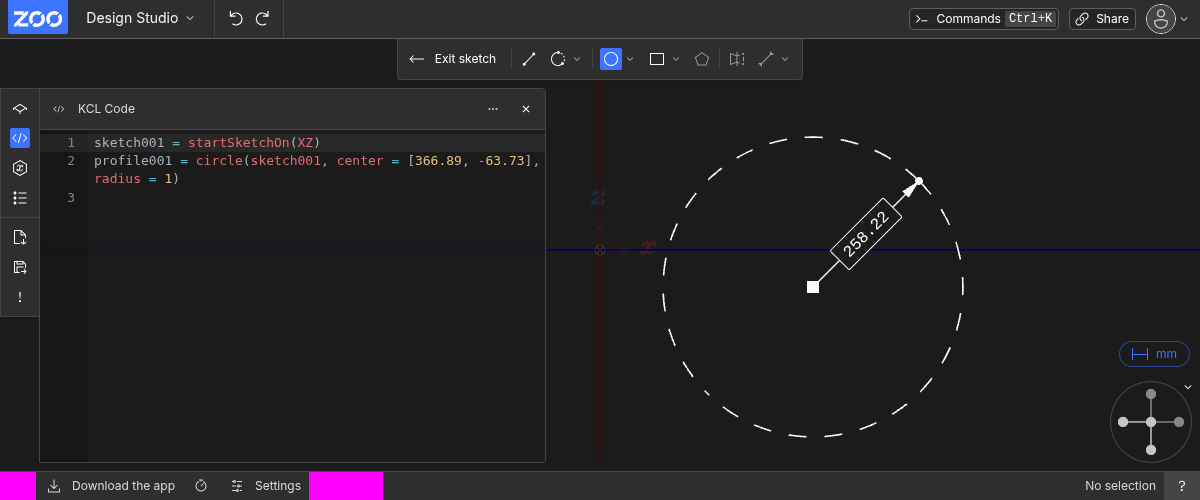 ZOO
Design Studio
Commands Ctrl+K
Share
Exit sketch
KCL Code
1 sketch001 = startSketchOn(XZ)
2 profile001 = circle(sketch001, center = [366.89, -63.73],
radius = 1)
3
z
x
258.22
mm
Download the app
Settings
No selection
?